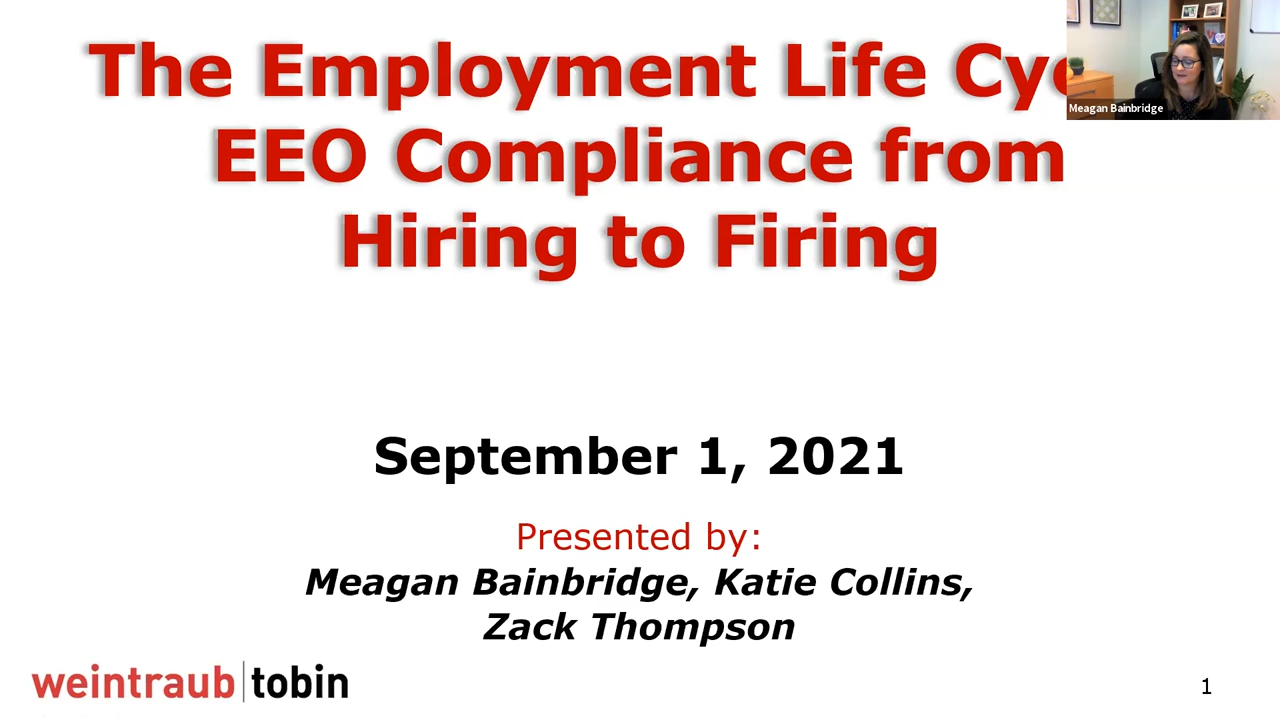 The Employment Life Cyc
EEO Compliance from
Hiring to Firing
Meagan Bainbridge
September 1, 2021
Presented by:
Meagan Bainbridge, Katie Collins,
Zack Thompson
weintraub tobin
1